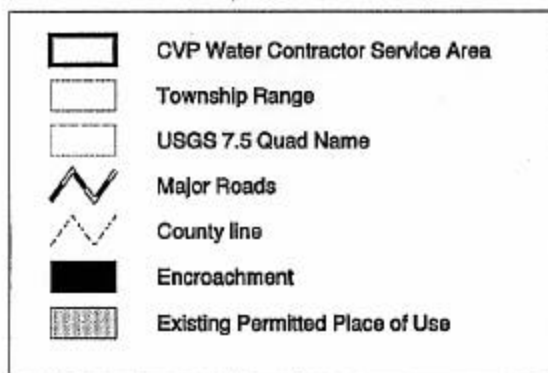 CVP Water Contractor Service Area
Township Range
USGS 7.5 Quad Name
Major Roads
County line
Encroachment
Existing Permitted Place of Use